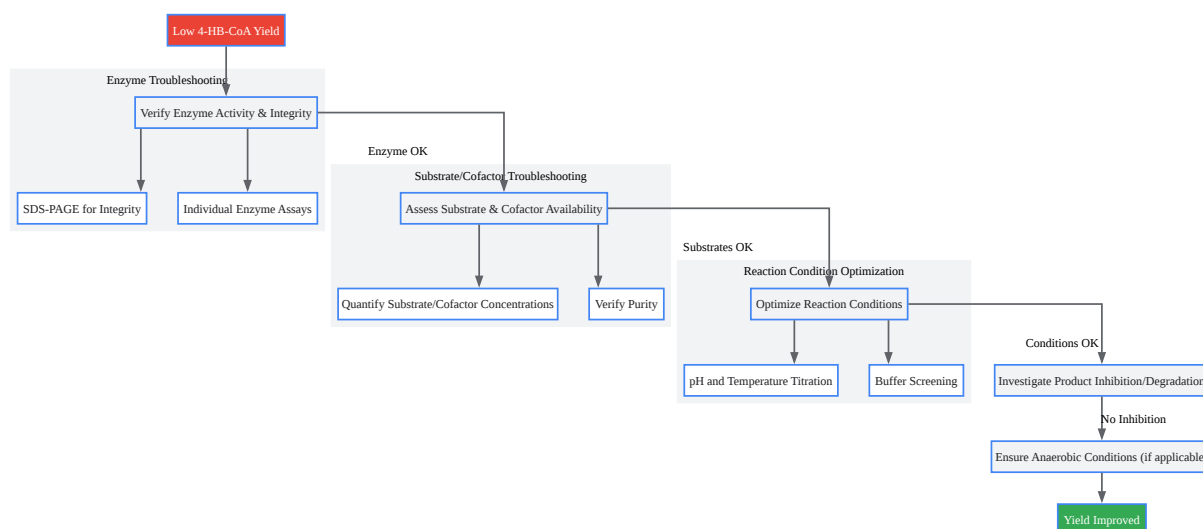 Low 4-HB-CoA Yield
Enzyme Troubleshooting
Verify Enzyme Activity & Integrity
Enzyme OK
SDS-PAGE for Integrity
Individual Enzyme Assays
Substrate/Cofactor Troubleshooting
Assess Substrate & Cofactor Availability
Substrates OK
Quantify Substrate/Cofactor Concentrations
Verify Purity
Reaction Condition Optimization
Optimize Reaction Conditions
Conditions OK
pH and Temperature Titration
Buffer Screening
Investigate Product Inhibition/Degradation
No Inhibition
Ensure Anaerobic Conditions (if applicable
Yield Improved